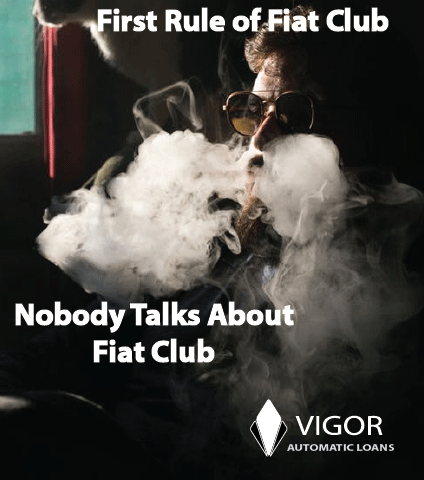 First Rule of Fiat Club
Nobody Talks About
Fiat Club
VIGOR
AUTOMATIC LOANS